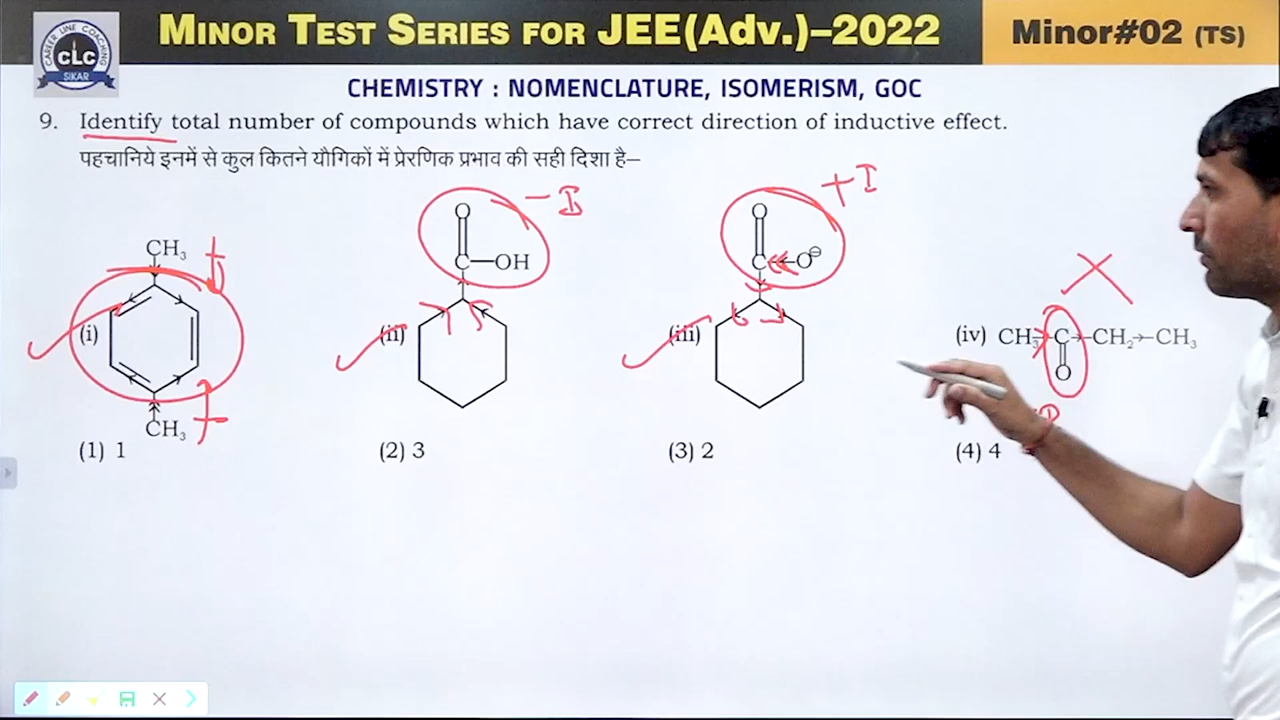 CAREER LINE COACHING
CLC
SIKAR
MINOR TEST SERIES FOR JEE(Adv.)–2022
Minor#02 (TS)
CHEMISTRY : NOMENCLATURE, ISOMERISM, GOC
9. Identify total number of compounds which have correct direction of inductive effect.
पहचानिये इनमें से कुल कितने यौगिकों में प्रेरणिक प्रभाव की सही दिशा है–
(i) CH₃ CH₃
(ii) O C OH - I
(iii) O C O⊖ + I
(iv) CH₃ C CH₂ CH₃ O
(1) 1 (2) 3 (3) 2 (4) 4